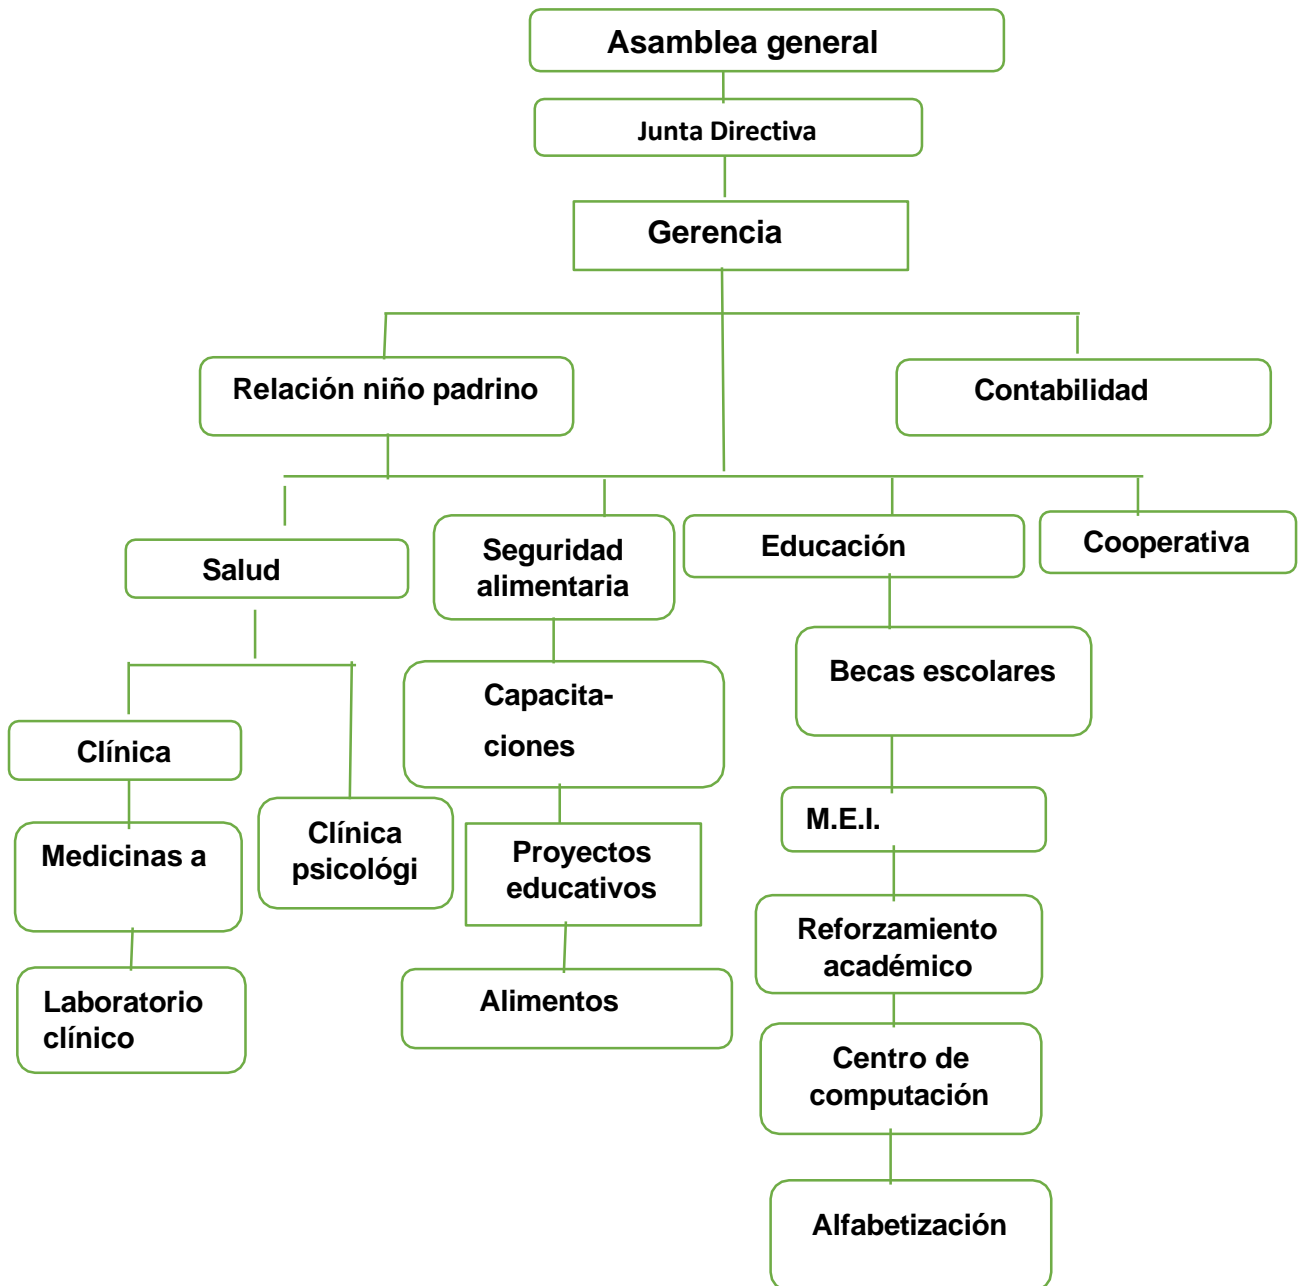 Asamblea general
Junta Directiva
Gerencia
Relación niño padrino
Contabilidad
Salud
Seguridad
alimentaria
Educación
Cooperativa
Clínica
Capacita-
ciones
Becas escolares
Medicinas a
Clínica
psicológi
Proyectos
educativos
M.E.I.
Laboratorio
clínico
Alimentos
Reforzamiento
académico
Centro de
computación
Alfabetización